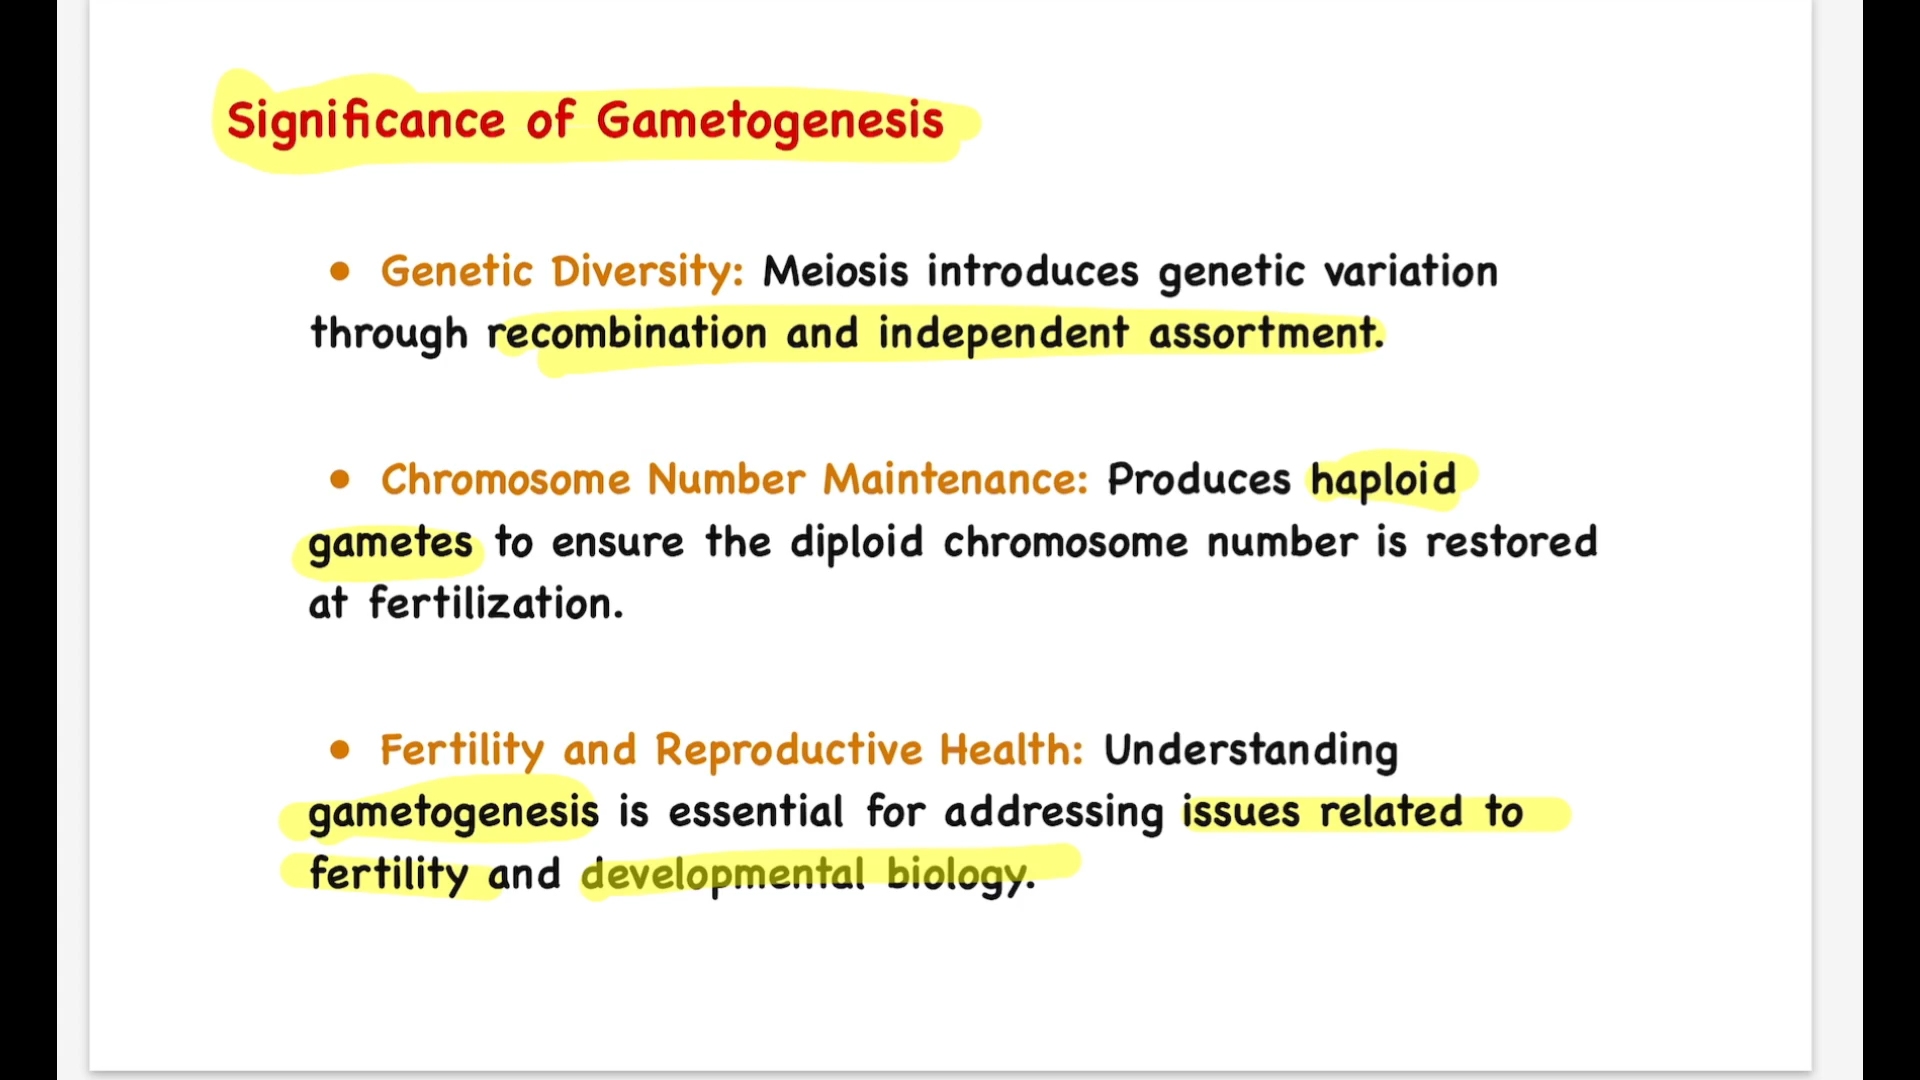 Significance of Gametogenesis
• Genetic Diversity: Meiosis introduces genetic variation
through recombination and independent assortment.
• Chromosome Number Maintenance: Produces haploid
gametes to ensure the diploid chromosome number is restored
at fertilization.
• Fertility and Reproductive Health: Understanding
gametogenesis is essential for addressing issues related to
fertility and developmental biology.